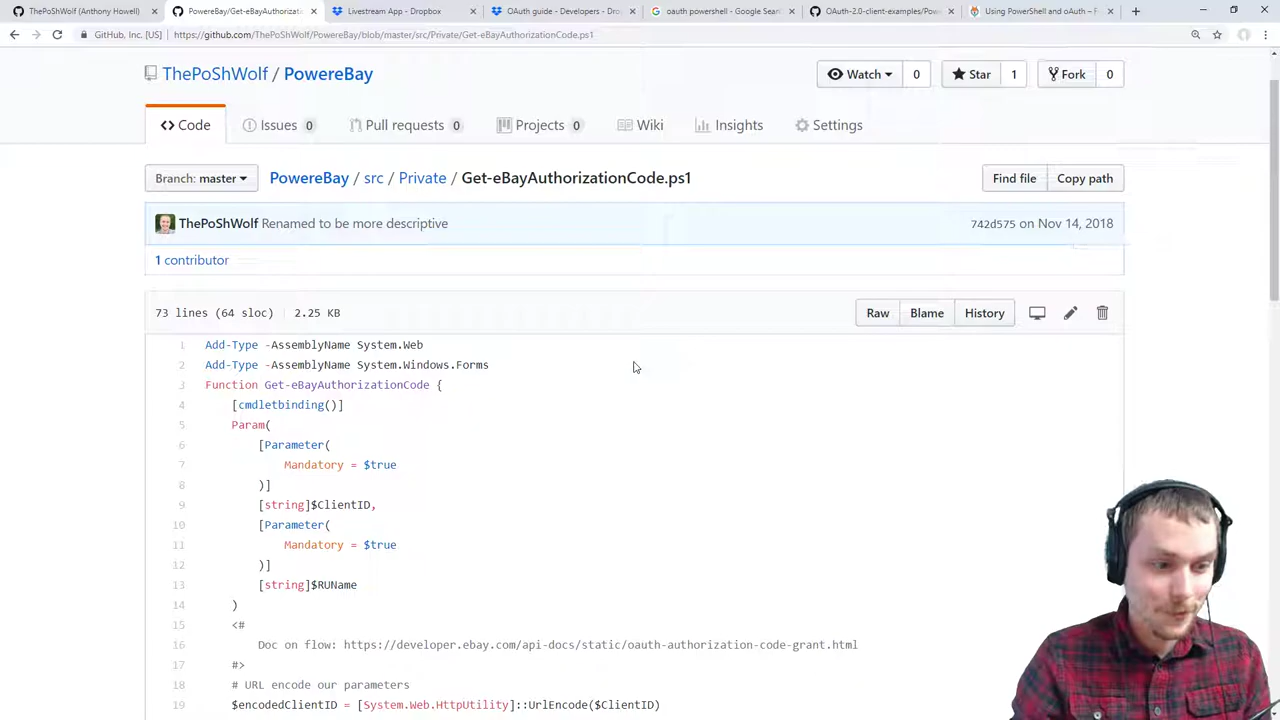 ThePoShWolf (Anthony Howell)
PowereBay/Get-eBayAuthorizatio
Livestream App - Dropbox
OAuth guide - Developers - Dro
oauth powershell - Google Sear
OAuth-2.0-client-examples/Pow
Using PowerShell and oAuth – F
GitHub, Inc. [US]
https://github.com/ThePoShWolf/PowereBay/blob/master/src/Private/Get-eBayAuthorizationCode.ps1
ThePoShWolf / PowereBay
Watch 0
Star 1
Fork 0
<> Code
Issues 0
Pull requests 0
Projects 0
Wiki
Insights
Settings
Branch: master
PowereBay / src / Private / Get-eBayAuthorizationCode.ps1
Find file
Copy path
ThePoShWolf Renamed to be more descriptive
742d575 on Nov 14, 2018
1 contributor
73 lines (64 sloc) | 2.25 KB
Raw
Blame
History
1 Add-Type -AssemblyName System.Web
2 Add-Type -AssemblyName System.Windows.Forms
3 Function Get-eBayAuthorizationCode {
4 [cmdletbinding()]
5 Param(
6 [Parameter(
7 Mandatory = $true
8 )]
9 [string]$ClientID,
10 [Parameter(
11 Mandatory = $true
12 )]
13 [string]$RUName
14 )
15 <#
16 Doc on flow: https://developer.ebay.com/api-docs/static/oauth-authorization-code-grant.html
17 #>
18 # URL encode our parameters
19 $encodedClientID = [System.Web.HttpUtility]::UrlEncode($ClientID)